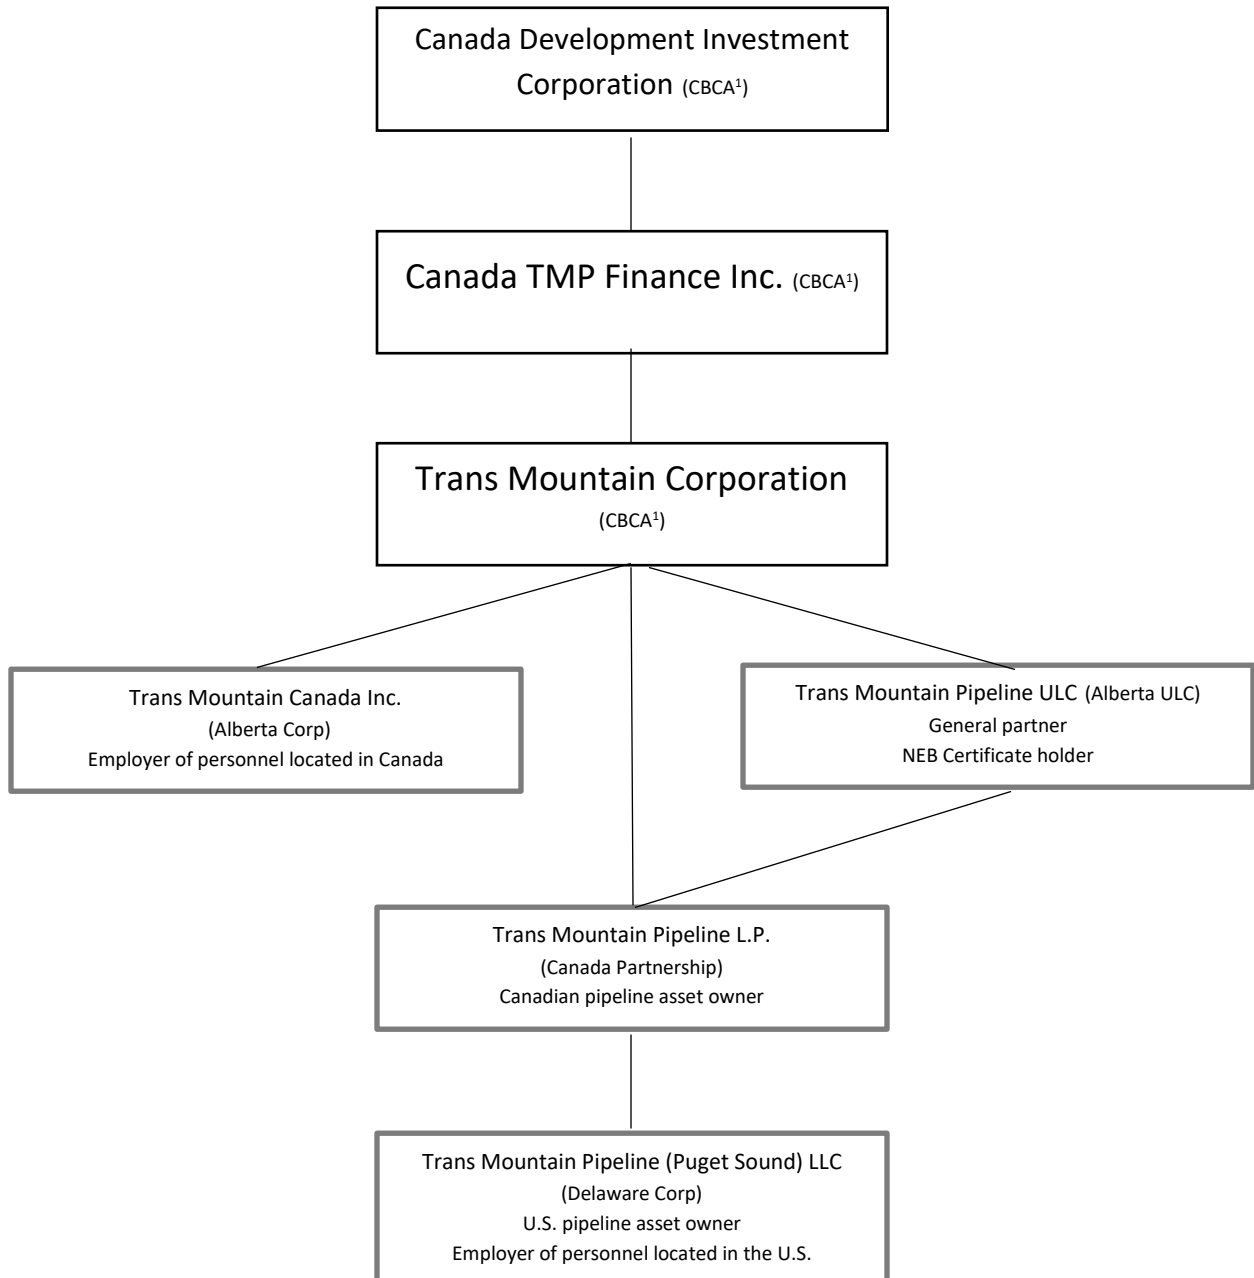 Canada Development Investment
Corporation (CBCA¹)
Canada TMP Finance Inc. (CBCA¹)
Trans Mountain Corporation
(CBCA¹)
Trans Mountain Canada Inc.
(Alberta Corp)
Employer of personnel located in Canada
Trans Mountain Pipeline ULC (Alberta ULC)
General partner
NEB Certificate holder
Trans Mountain Pipeline L.P.
(Canada Partnership)
Canadian pipeline asset owner
Trans Mountain Pipeline (Puget Sound) LLC
(Delaware Corp)
U.S. pipeline asset owner
Employer of personnel located in the U.S.